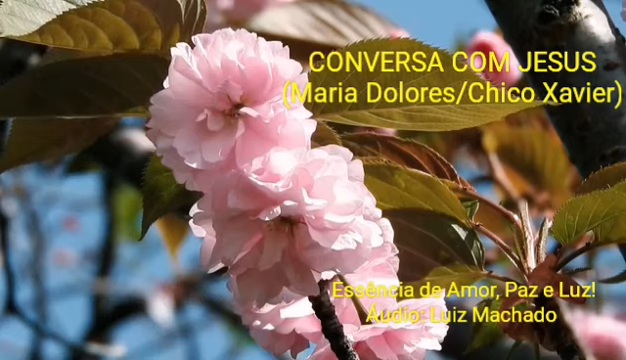 CONVERSA COM JESUS
(Maria Dolores/Chico Xavier)
Essência de Amor, Paz e Luz!
Áudio: Luiz Machado